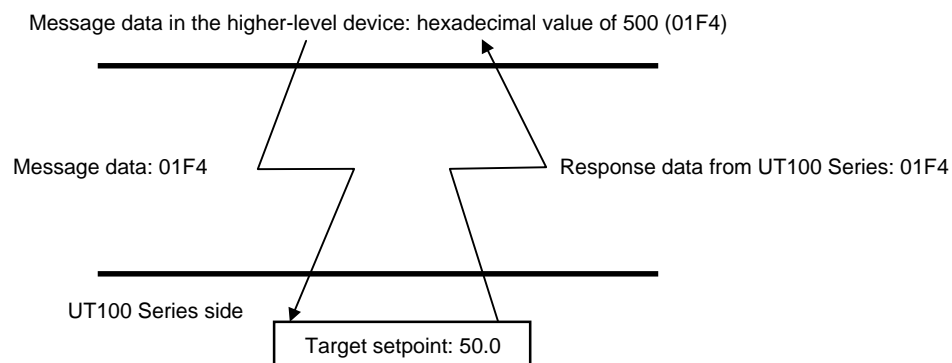 Message data in the higher-level device: hexadecimal value of 500 (01F4)
Message data: 01F4
Response data from UT100 Series: 01F4
UT100 Series side
Target setpoint: 50.0